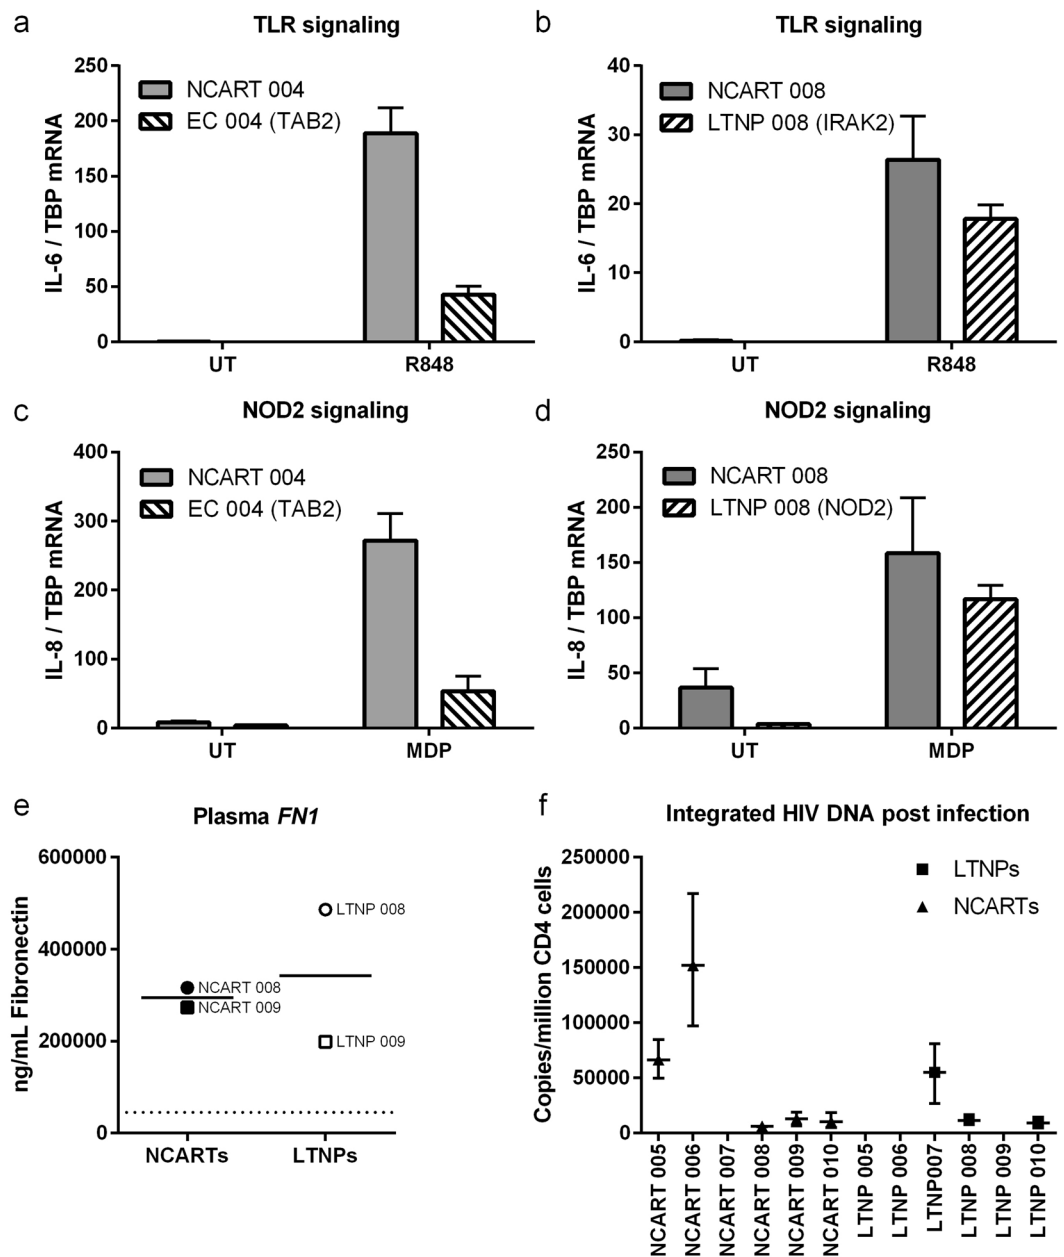 a
TLR signaling
IL-6 / TBP mRNA
250
200
150
100
50
0
NCART 004
EC 004 (TAB2)
UT
R848
b
TLR signaling
IL-6 / TBP mRNA
40
30
20
10
0
NCART 008
LTNP 008 (IRAK2)
UT
R848
c
NOD2 signaling
IL-8 / TBP mRNA
400
300
200
100
0
NCART 004
EC 004 (TAB2)
UT
MDP
d
NOD2 signaling
IL-8 / TBP mRNA
250
200
150
100
50
0
NCART 008
LTNP 008 (NOD2)
UT
MDP
e
Plasma FN1
ng/mL Fibronectin
600000
400000
200000
0
NCART 008
NCART 009
LTNP 008
LTNP 009
NCARTs
LTNPs
f
Integrated HIV DNA post infection
Copies/million CD4 cells
250000
200000
150000
100000
50000
0
LTNPs
NCARTs
NCART 005
NCART 006
NCART 007
NCART 008
NCART 009
NCART 010
LTNP 005
LTNP 006
LTNP007
LTNP 008
LTNP 009
LTNP 010